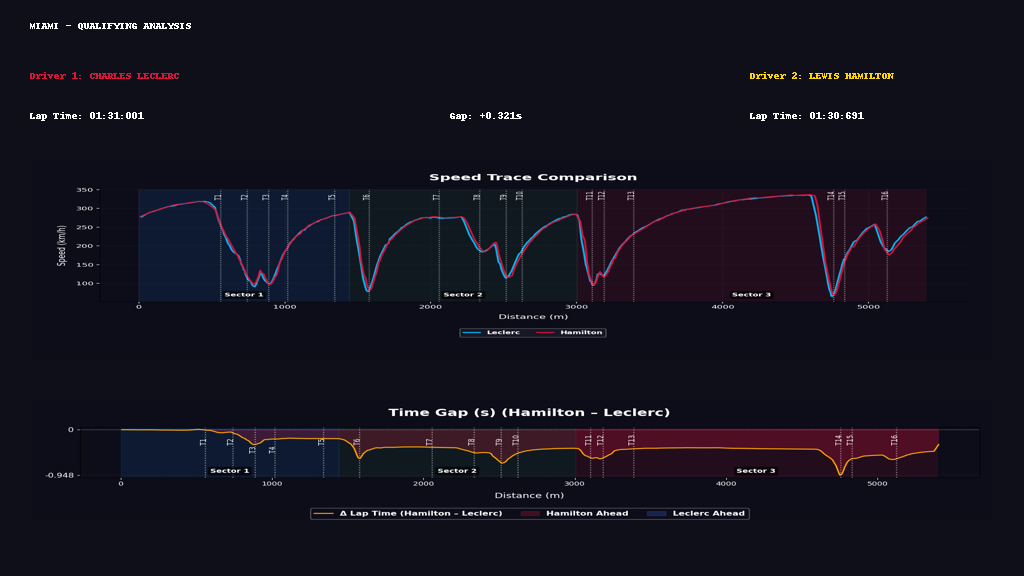 MIAMI - QUALIFYING ANALYSIS
Driver 1: CHARLES LECLERC
Driver 2: LEWIS HAMILTON
Lap Time: 01:31:001
Gap: +0.321s
Lap Time: 01:30:691
Speed Trace Comparison
350
300
250
200
150
100
Speed (km/h)
T1 T2 T3 T4 T5 T6 T7 T8 T9 T10 T11 T12 T13 T14 T15 T16
Sector 1 Sector 2 Sector 3
0 1000 2000 3000 4000 5000
Distance (m)
Leclerc Hamilton
Time Gap (s) (Hamilton – Leclerc)
0
-0.948
T1 T2 T3 T4 T5 T6 T7 T8 T9 T10 T11 T12 T13 T14 T15 T16
Sector 1 Sector 2 Sector 3
0 1000 2000 3000 4000 5000
Distance (m)
Δ Lap Time (Hamilton – Leclerc) Hamilton Ahead Leclerc Ahead